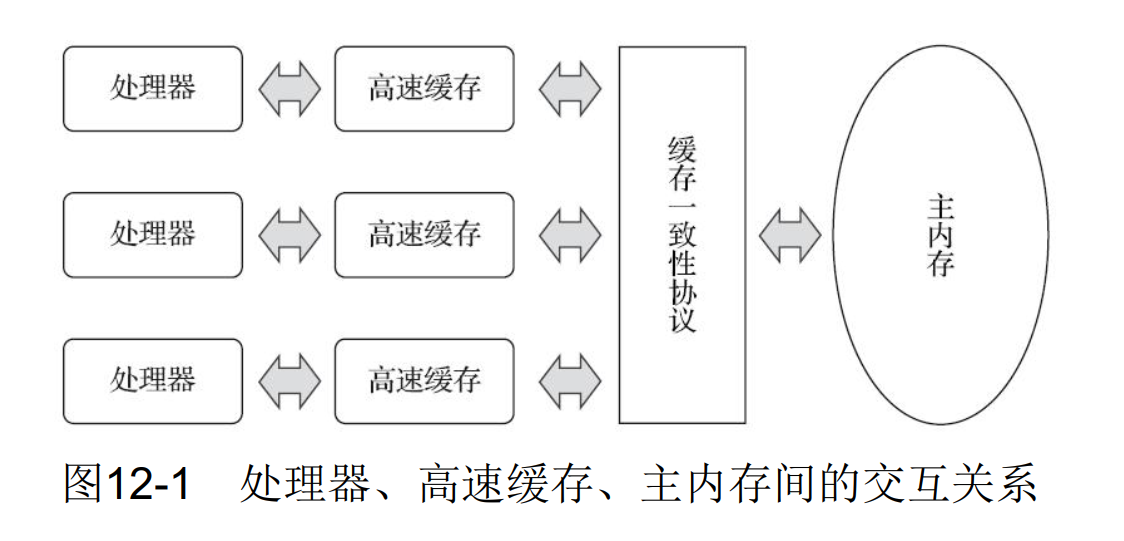 处理器
高速缓存
处理器
高速缓存
处理器
高速缓存
缓存一致性协议
主内存
图12-1 处理器、高速缓存、主内存间的交互关系